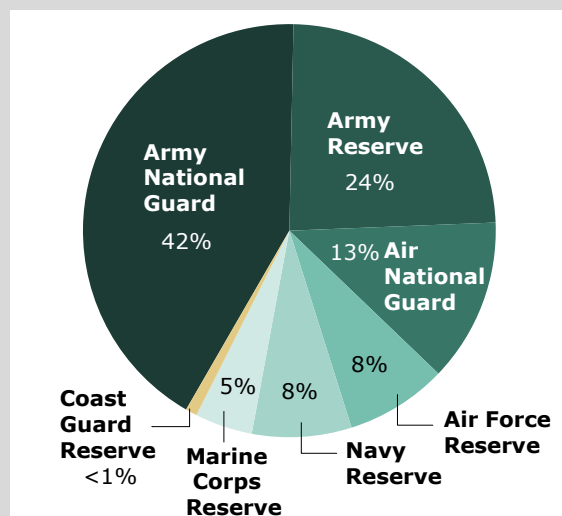 Army
Reserve
24%
Army
National
Guard
42%
13% Air
National
Guard
8%
5%
8%
Coast
Guard
Reserve
<1%
Air Force
Reserve
Navy
Reserve
Marine
Corps
Reserve